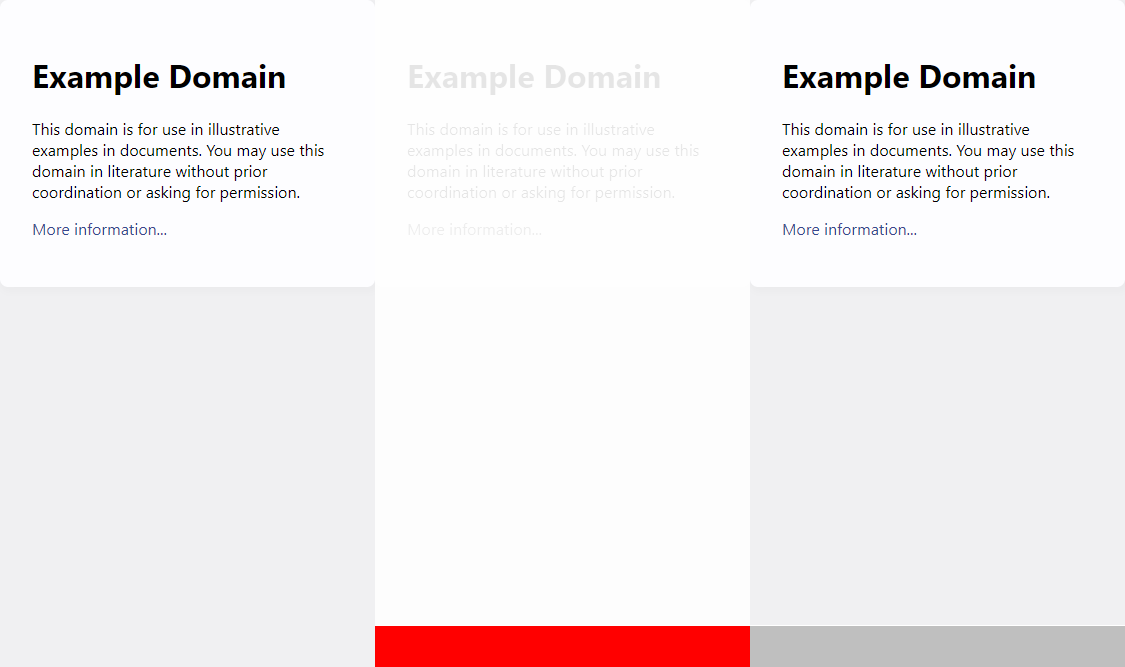 Example Domain
This domain is for use in illustrative
examples in documents. You may use this
domain in literature without prior
coordination or asking for permission.
More information...
Example Domain
This domain is for use in illustrative
examples in documents. You may use this
domain in literature without prior
coordination or asking for permission.
More information...
Example Domain
This domain is for use in illustrative
examples in documents. You may use this
domain in literature without prior
coordination or asking for permission.
More information...